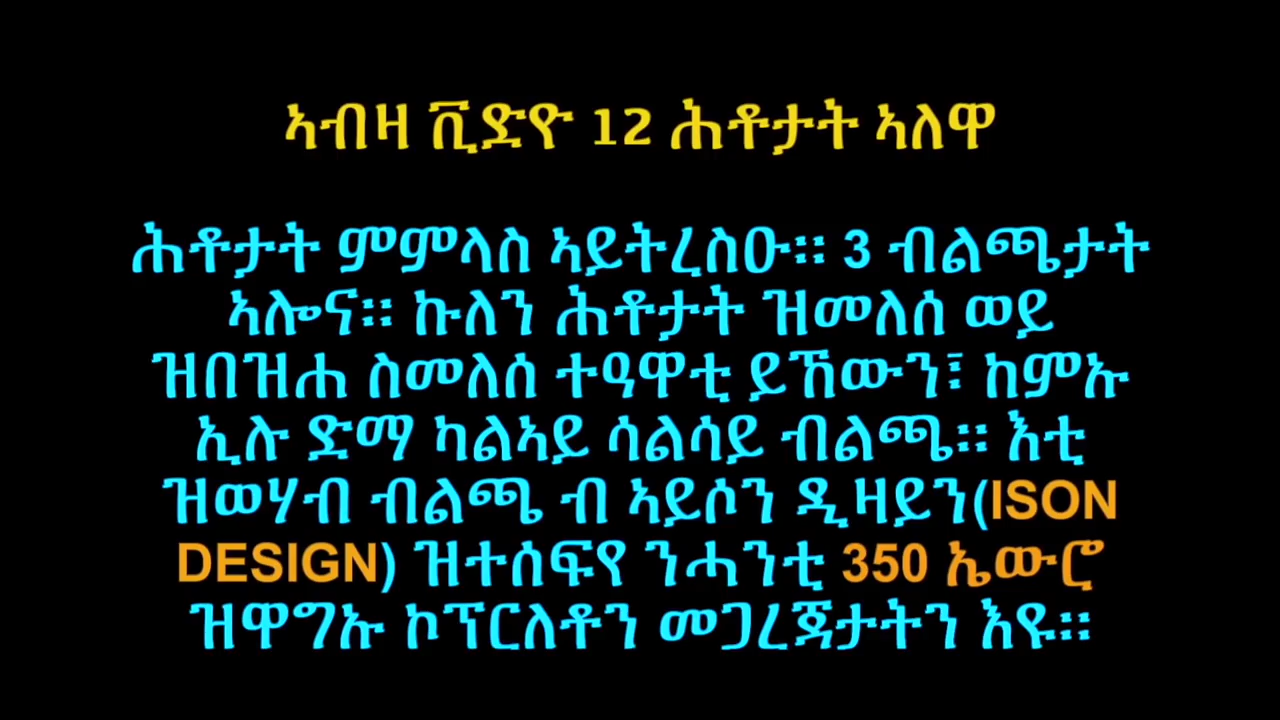 ኣብዛ ቪድዮ 12 ሕቶታት ኣለዋ
ሕቶታት ምምላስ ኣይትረስዑ። 3 ብልጫታት
ኣሎና። ኩለን ሕቶታት ዝመለሰ ወይ
ዝበዝሐ ስመለሰ ተዓዋቲ ይኸውን፣ ከምኡ
ኢሉ ድማ ካልኣይ ሳልሳይ ብልጫ። እቲ
ዝወሃብ ብልጫ ብ ኣይሶን ዲዛይን(ISON
DESIGN) ዝተሰፍየ ንሓንቲ 350 ኤውሮ
ዝዋግኡ ኮፕርለቶን መጋረጃታትን እዩ።